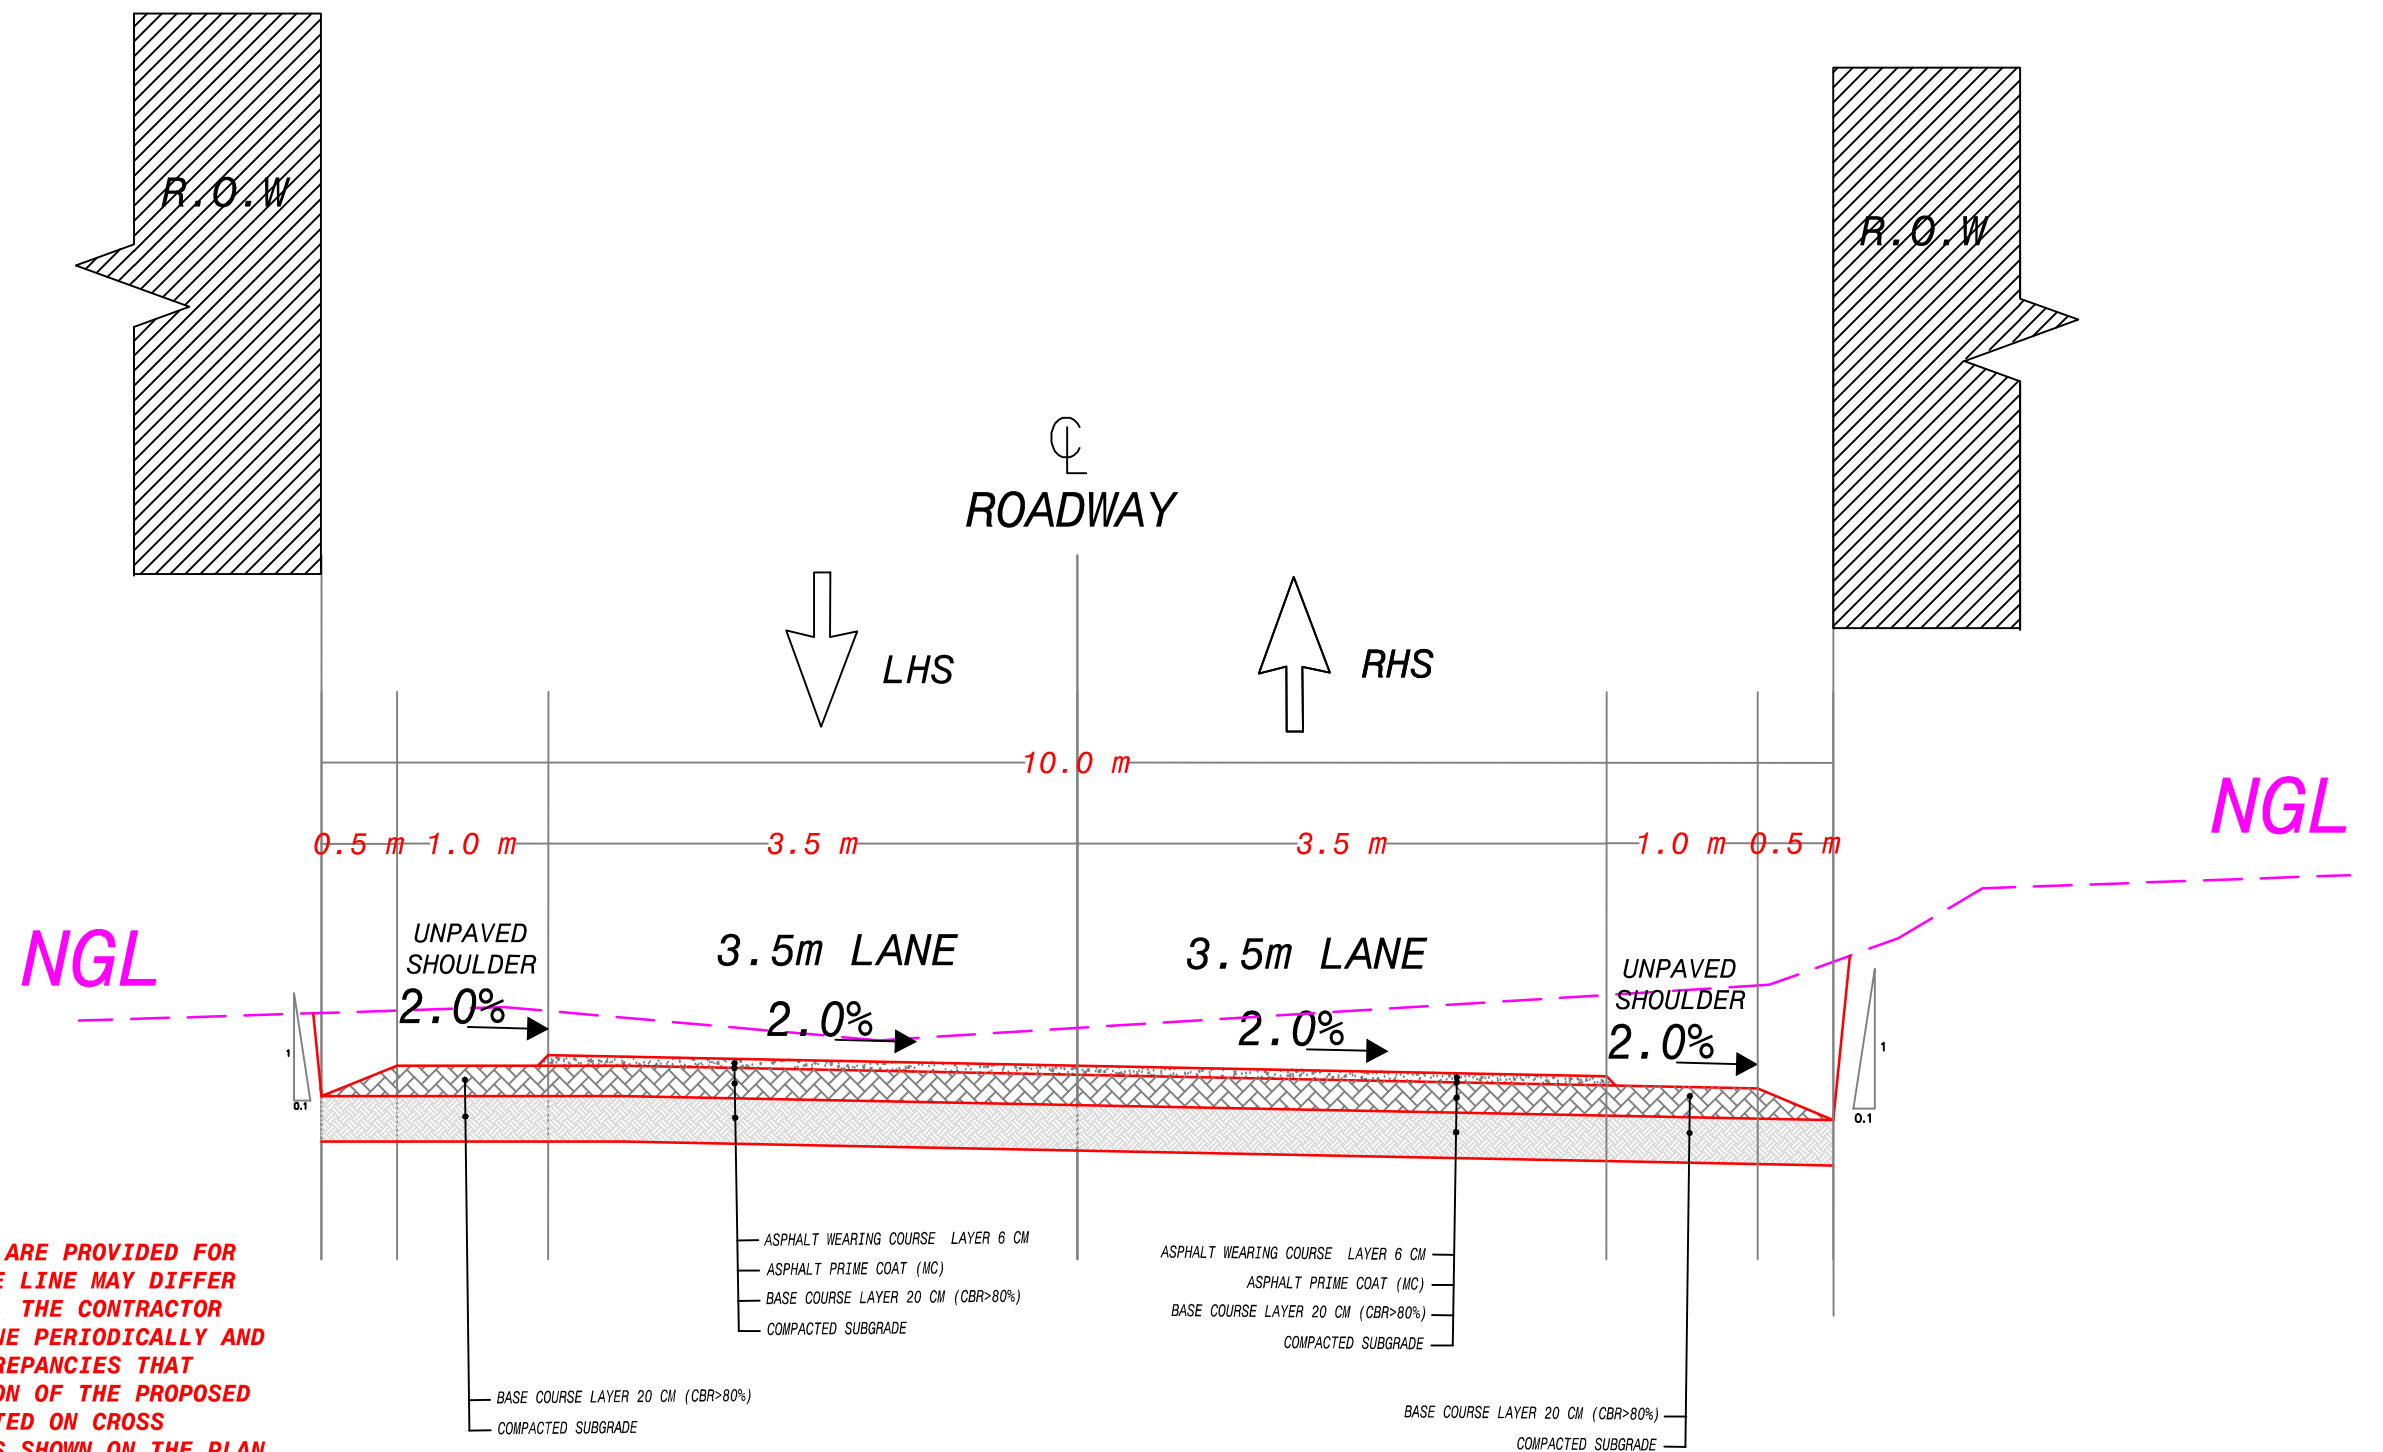 R.O.W
R.O.W
CL
ROADWAY
LHS
RHS
10.0 m
0.5 m
1.0 m
3.5 m
3.5 m
1.0 m
0.5 m
NGL
NGL
UNPAVED
SHOULDER
2.0%
3.5m LANE
2.0%
3.5m LANE
2.0%
UNPAVED
SHOULDER
2.0%
1
0.1
1
0.1
ASPHALT WEARING COURSE LAYER 6 CM
ASPHALT PRIME COAT (MC)
BASE COURSE LAYER 20 CM (CBR>80%)
COMPACTED SUBGRADE
ASPHALT WEARING COURSE LAYER 6 CM
ASPHALT PRIME COAT (MC)
BASE COURSE LAYER 20 CM (CBR>80%)
COMPACTED SUBGRADE
BASE COURSE LAYER 20 CM (CBR>80%)
COMPACTED SUBGRADE
BASE COURSE LAYER 20 CM (CBR>80%)
COMPACTED SUBGRADE
ARE PROVIDED FOR
LINE MAY DIFFER
THE CONTRACTOR
PERIODICALLY AND
THAT
OF THE PROPOSED
ON CROSS
SHOWN ON THE PLAN